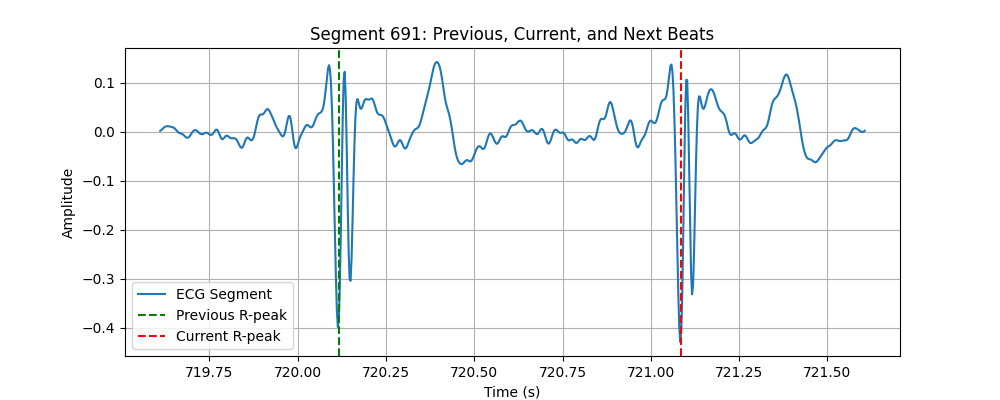 Segment 691: Previous, Current, and Next Beats
Amplitude
0.1
0.0
−0.1
−0.2
−0.3
−0.4
ECG Segment
Previous R-peak
Current R-peak
719.75 720.00 720.25 720.50 720.75 721.00 721.25 721.50
Time (s)